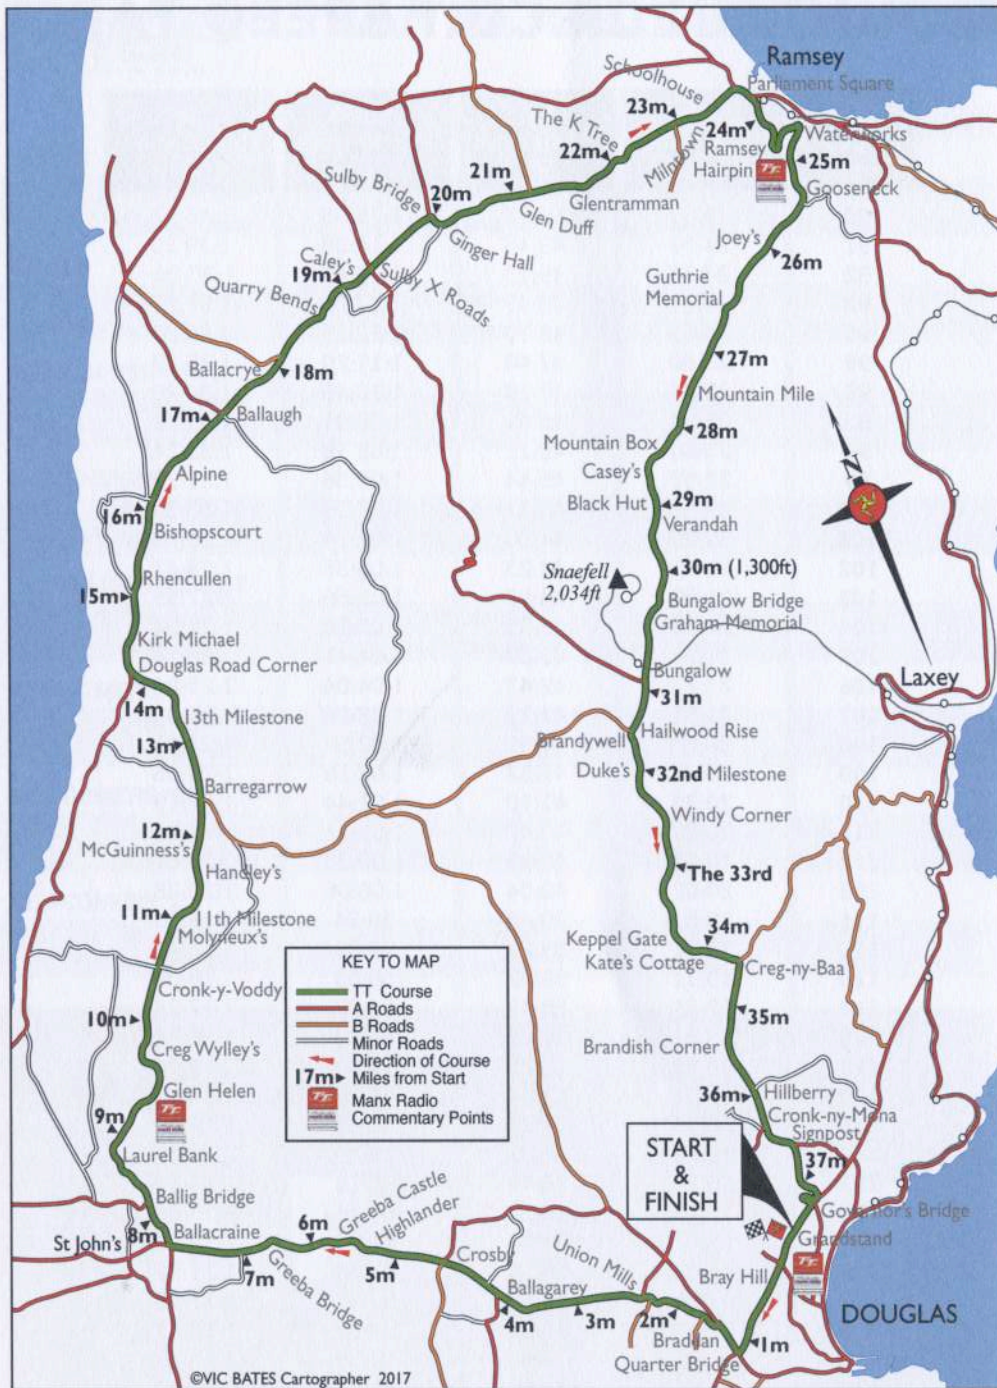 Ramsey
Parliament Square
Schoolhouse
23m
The K Tree
24m
Ramsey
Hairpin
Waterworks
25m
22m
Milntown
21m
Gooseneck
Sulby Bridge
20m
Glentramman
Glen Duff
Joey's
26m
Ginger Hall
Caley's
19m
Sulby X Roads
Guthrie
Memorial
Quarry Bends
27m
Ballacrye
18m
Mountain Mile
17m
Ballaugh
28m
Mountain Box
N
Alpine
Casey's
Black Hut
29m
16m
Verandah
Bishopscourt
30m (1,300ft)
Snaefell
2,034ft
Rhencullen
15m
Bungalow Bridge
Graham Memorial
Kirk Michael
Douglas Road Corner
Bungalow
Laxey
14m
31m
13th Milestone
Hailwood Rise
13m
Brandywell
Duke's
32nd Milestone
Barregarrow
Windy Corner
12m
McGuinness's
The 33rd
Handley's
11m
11th Milestone
Molyneux's
34m
Keppel Gate
Kate's Cottage
Creg-ny-Baa
KEY TO MAP
TT Course
A Roads
B Roads
Minor Roads
Direction of Course
17m Miles from Start
TT
Manx Radio
Commentary Points
Cronk-y-Voddy
10m
35m
Brandish Corner
Creg Wylley's
Glen Helen
TT
36m
Hillberry
Cronk-ny-Mona
Signpost
9m
START
&
FINISH
37m
Laurel Bank
Ballig Bridge
Governor's Bridge
Grandstand
TT
8m
Ballacraine
St John's
6m
Greeba Castle
Highlander
7m
Greeba Bridge
5m
Crosby
Union Mills
Bray Hill
Ballagarey
4m
3m
2m
DOUGLAS
Braddan
Quarter Bridge
1m
©VIC BATES Cartographer 2017